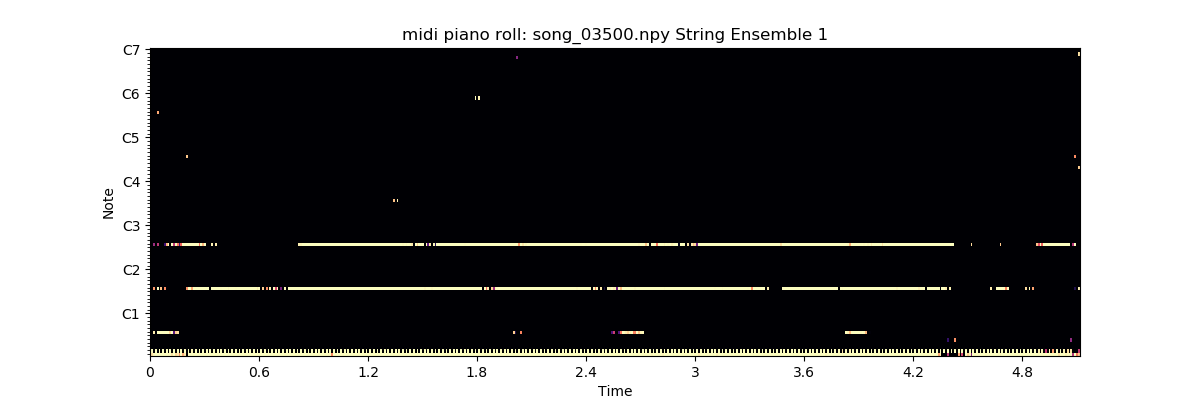 midi piano roll: song_03500.npy String Ensemble 1
C7
C6
C5
C4
C3
C2
C1
Note
0 0.6 1.2 1.8 2.4 3 3.6 4.2 4.8
Time